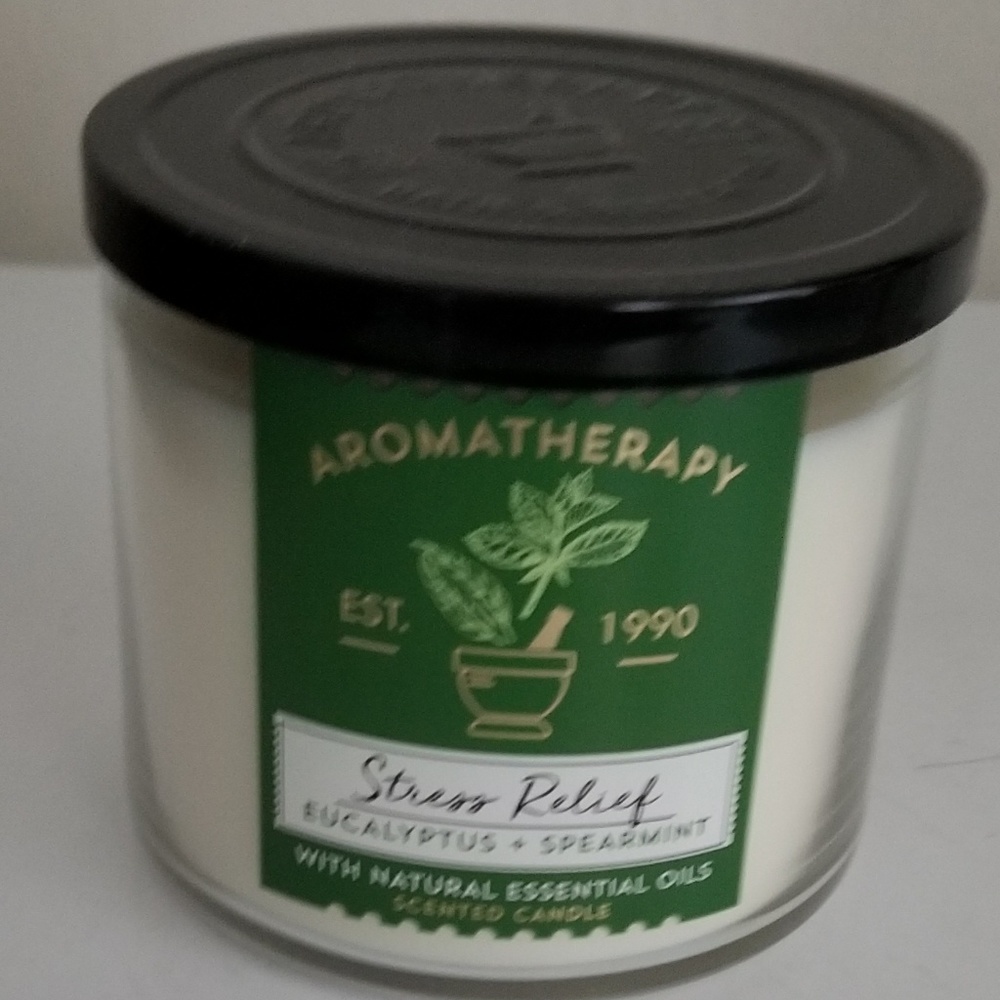 AROMATHERAPY
EST. 1990
Stress Relief
EUCALYPTUS + SPEARMINT
WITH NATURAL ESSENTIAL OILS
SCENTED CANDLE